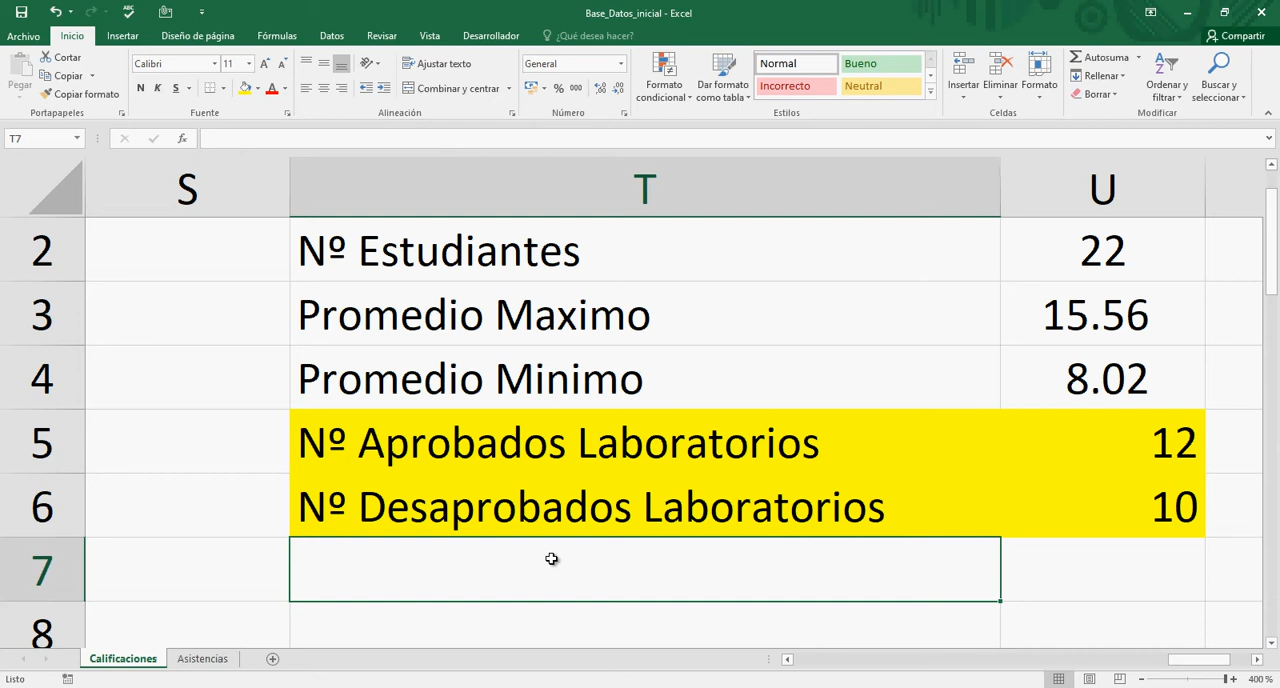 Base_Datos_inicial - Excel
Archivo Inicio Insertar Diseño de página Fórmulas Datos Revisar Vista Desarrollador ¿Qué desea hacer? Compartir
Pegar
Cortar
Copiar
Copiar formato
Calibri 11
N K S
Ajustar texto
Combinar y centrar
General
% 000
Formato condicional
Dar formato como tabla
Normal Bueno
Incorrecto Neutral
Insertar Eliminar Formato
Autosuma
Rellenar
Borrar
Ordenar y filtrar
Buscar y seleccionar
Portapapeles Fuente Alineación Número Estilos Celdas Modificar
T7 fx
S T U
2 Nº Estudiantes 22
3 Promedio Maximo 15.56
4 Promedio Minimo 8.02
5 Nº Aprobados Laboratorios 12
6 Nº Desaprobados Laboratorios 10
7
8
Calificaciones Asistencias
Listo 400 %